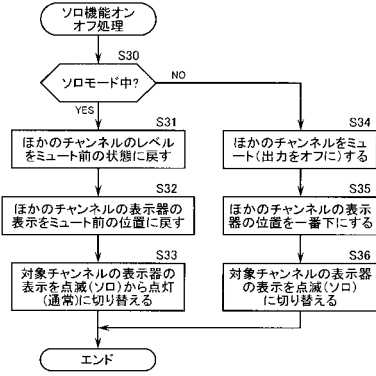 ソロ機能オン
オフ処理
S30
ソロモード中?
NO
YES
S31
ほかのチャンネルのレベル
をミュート前の状態に戻す
S32
ほかのチャンネルの表示器の
表示をミュート前の位置に戻す
S33
対象チャンネルの表示器の
表示を点滅(ソロ)から点灯
(通常)に切り替える
S34
ほかのチャンネルをミュ
ート(出力をオフに)する
S35
ほかのチャンネルの表示
器の位置を一番下にする
S36
対象チャンネルの表示器
の表示を点滅(ソロ)
に切り替える
エンド